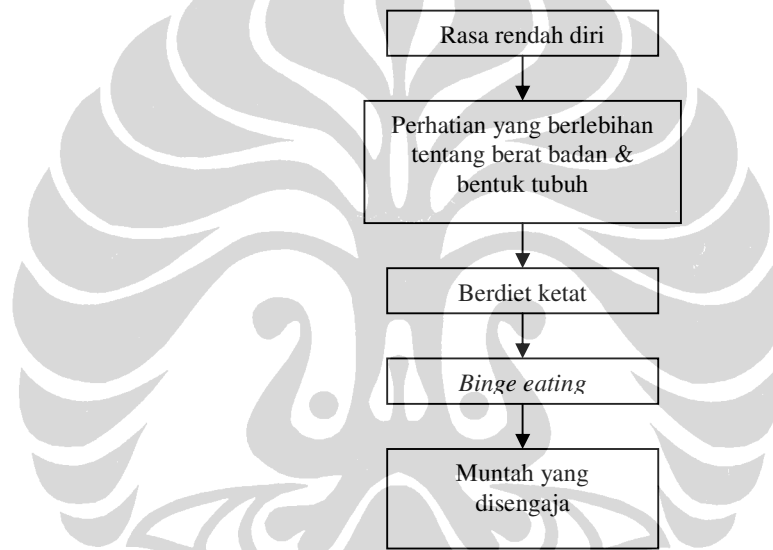 Rasa rendah diri
Perhatian yang berlebihan
tentang berat badan &
bentuk tubuh
Berdiet ketat
Binge eating
Muntah yang
disengaja